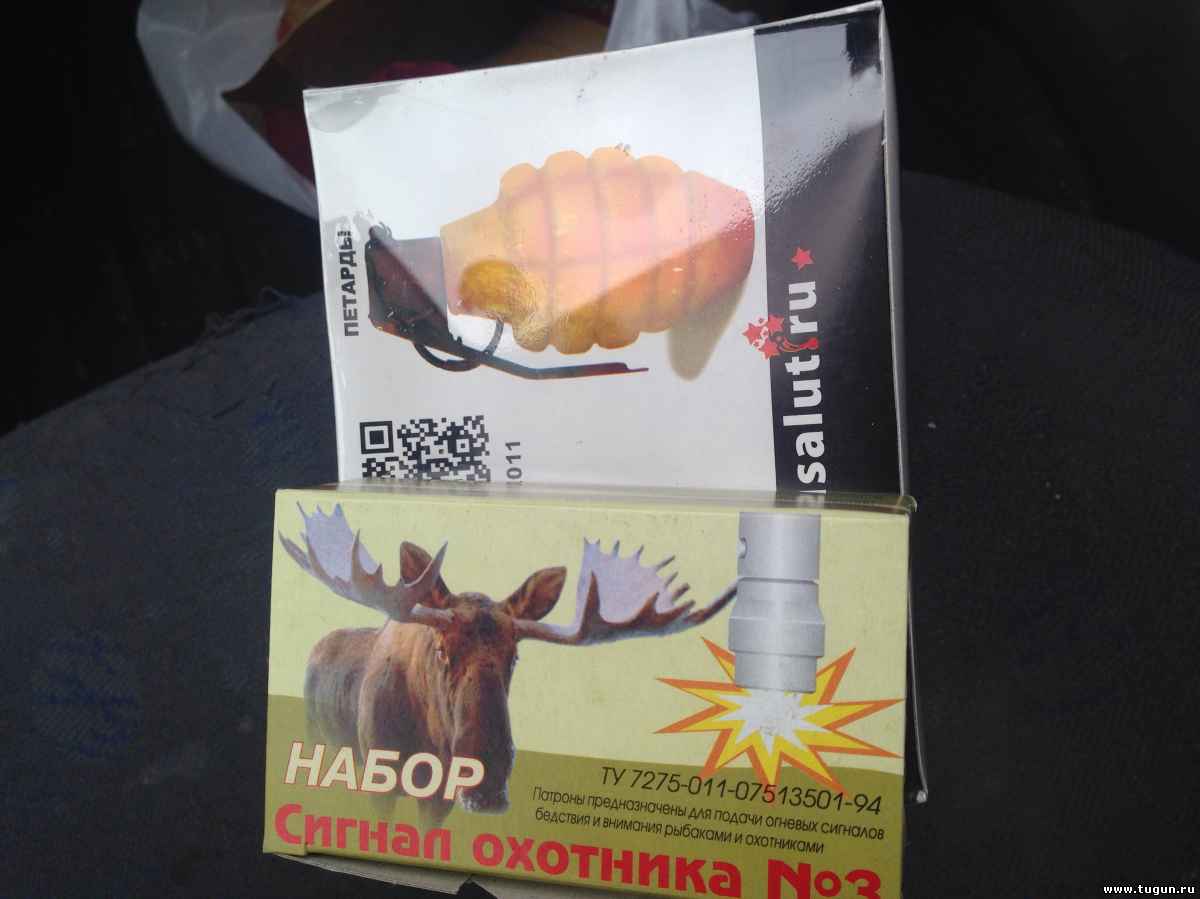 ПЕТАРДЫ
salut.ru
НАБОР
ТУ 7275-011-07513501-94
Патроны предназначены для подачи огневых сигналов
бедствия и внимания рыбаками и охотниками
Сигнал охотника №3
www.tugun.ru